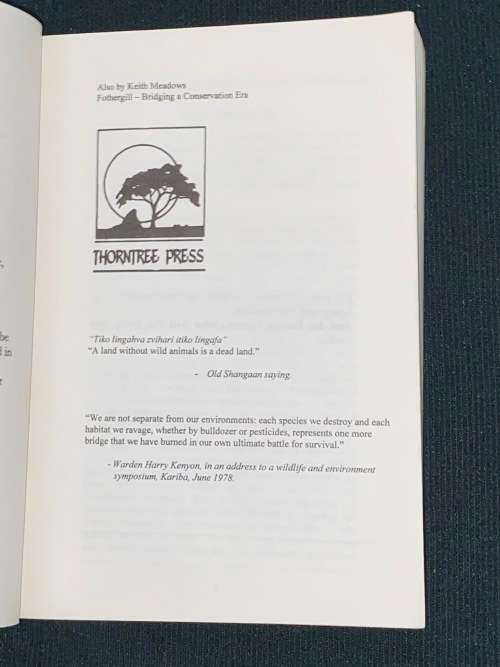 Also by Keith Meadows
Fothergill – Bridging a Conservation Era
THORNTREE PRESS
"Tiko lingahva zvihari itiko lingafa"
"A land without wild animals is a dead land."
- Old Shangaan saying.
"We are not separate from our environments: each species we destroy and each
habitat we ravage, whether by bulldozer or pesticides, represents one more
bridge that we have burned in our own ultimate battle for survival."
- Warden Harry Kenyon, in an address to a wildlife and environment
symposium, Kariba, June 1978.